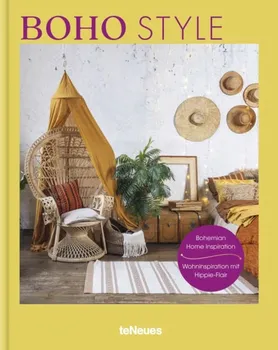 BOHO STYLE
Bohemian
Home Inspiration
Wohninspiration mit
Hippie-Flair
teNeues